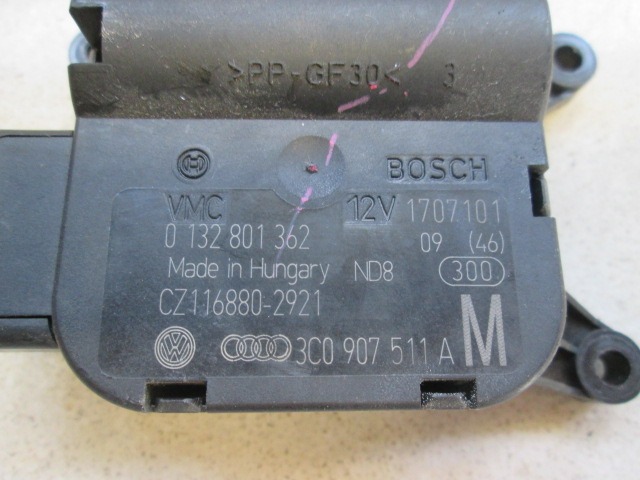 >PP-GF30< 3
BOSCH
VMC 12V 1707101
0 132 801 362 09 (46)
Made in Hungary ND8 300
CZ116880-2921
3C0 907 511 A M